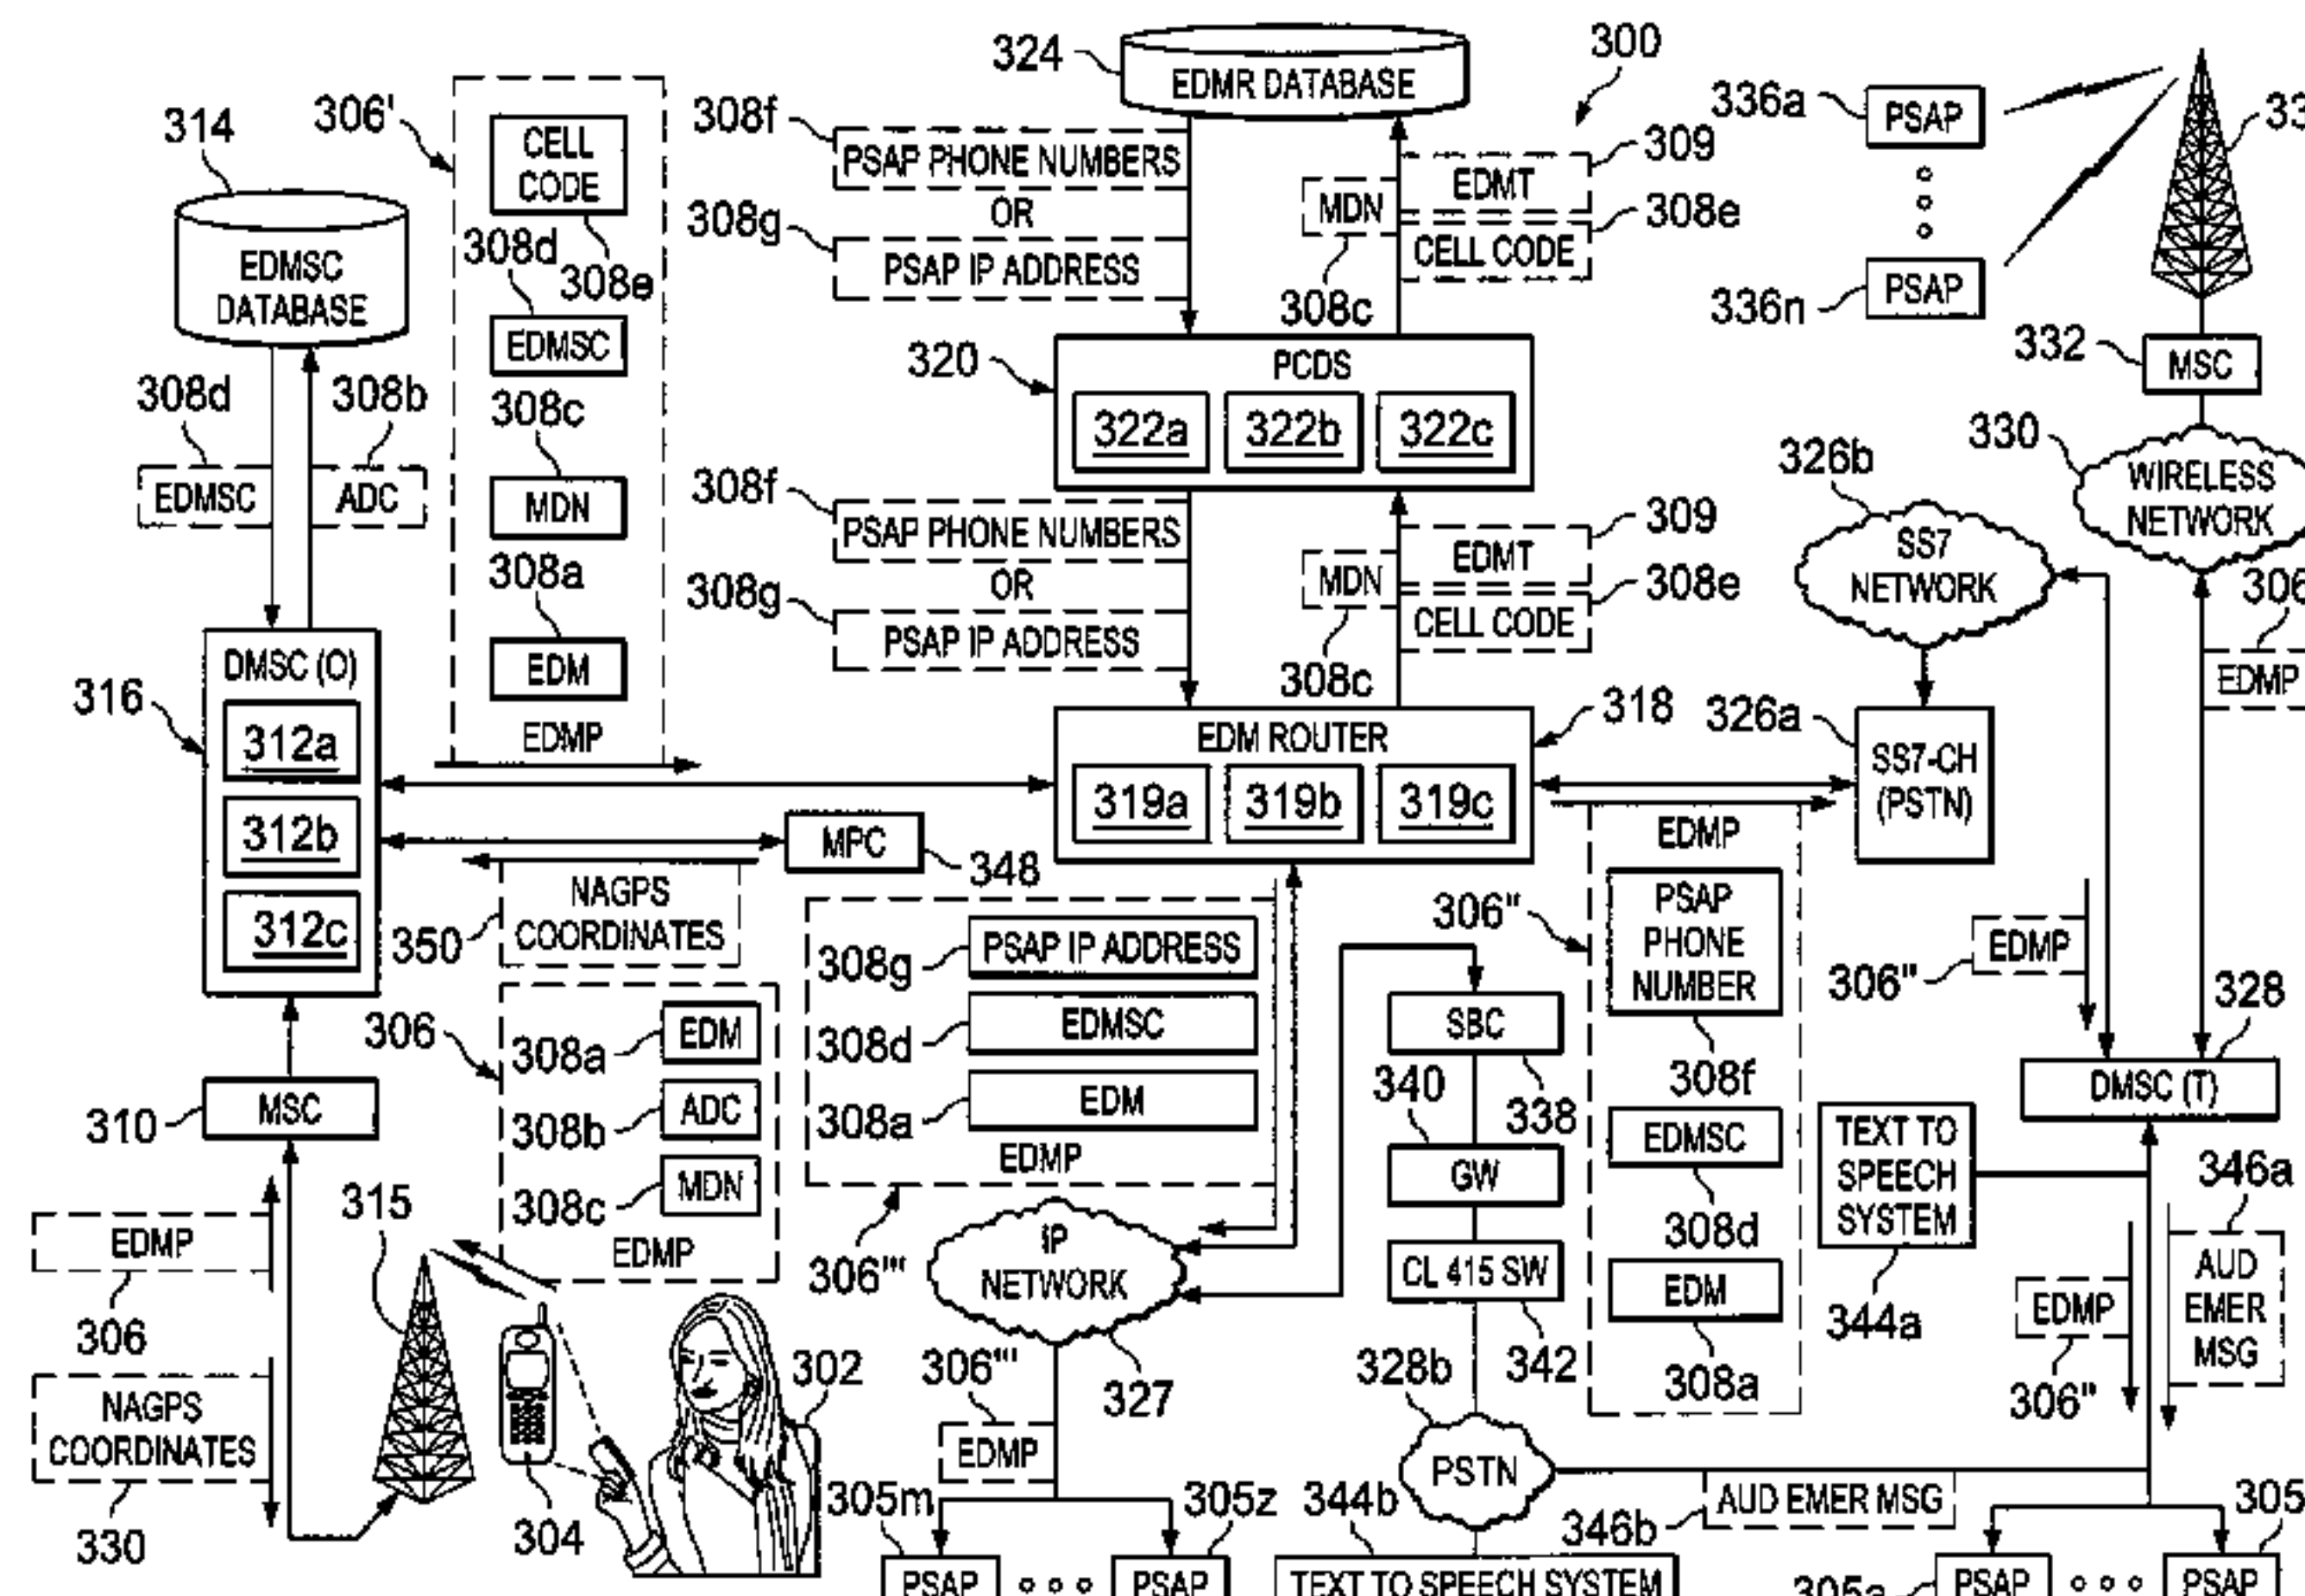 324
EDMR DATABASE
300
314
306'
CELL
CODE
308e
308d
EDMSC
308c
MDN
308a
EDM
EDMP
EDMSC
DATABASE
308d
EDMSC
308b
ADC
308f
PSAP PHONE NUMBERS
OR
308g
PSAP IP ADDRESS
MDN
308c
EDMT
309
CELL CODE
308e
336a
PSAP
336n
PSAP
332
MSC
330
WIRELESS
NETWORK
320
PCDS
322a
322b
322c
308f
PSAP PHONE NUMBERS
OR
308g
PSAP IP ADDRESS
MDN
308c
EDMT
309
CELL CODE
308e
326b
SS7
NETWORK
EDMP
316
DMSC (O)
312a
312b
312c
318
EDM ROUTER
319a
319b
319c
326a
SS7-CH
(PSTN)
MPC
348
NAGPS
COORDINATES
350
306
308a
EDM
308b
ADC
308c
MDN
EDMP
308g
PSAP IP ADDRESS
308d
EDMSC
308a
EDM
EDMP
306'''
306"
EDMP
PSAP
PHONE
NUMBER
308f
EDMSC
308d
EDM
308a
SBC
338
340
GW
CL 415 SW
342
306"
EDMP
328
DMSC (T)
TEXT TO
SPEECH
SYSTEM
344a
346a
AUD
EMER
MSG
EDMP
306"
310
MSC
EDMP
306
NAGPS
COORDINATES
330
315
304
302
IP
NETWORK
327
306'''
EDMP
305m
PSAP
305z
PSAP
328b
PSTN
344b
TEXT TO SPEECH SYSTEM
346b
AUD EMER MSG
305a
PSAP
PSAP